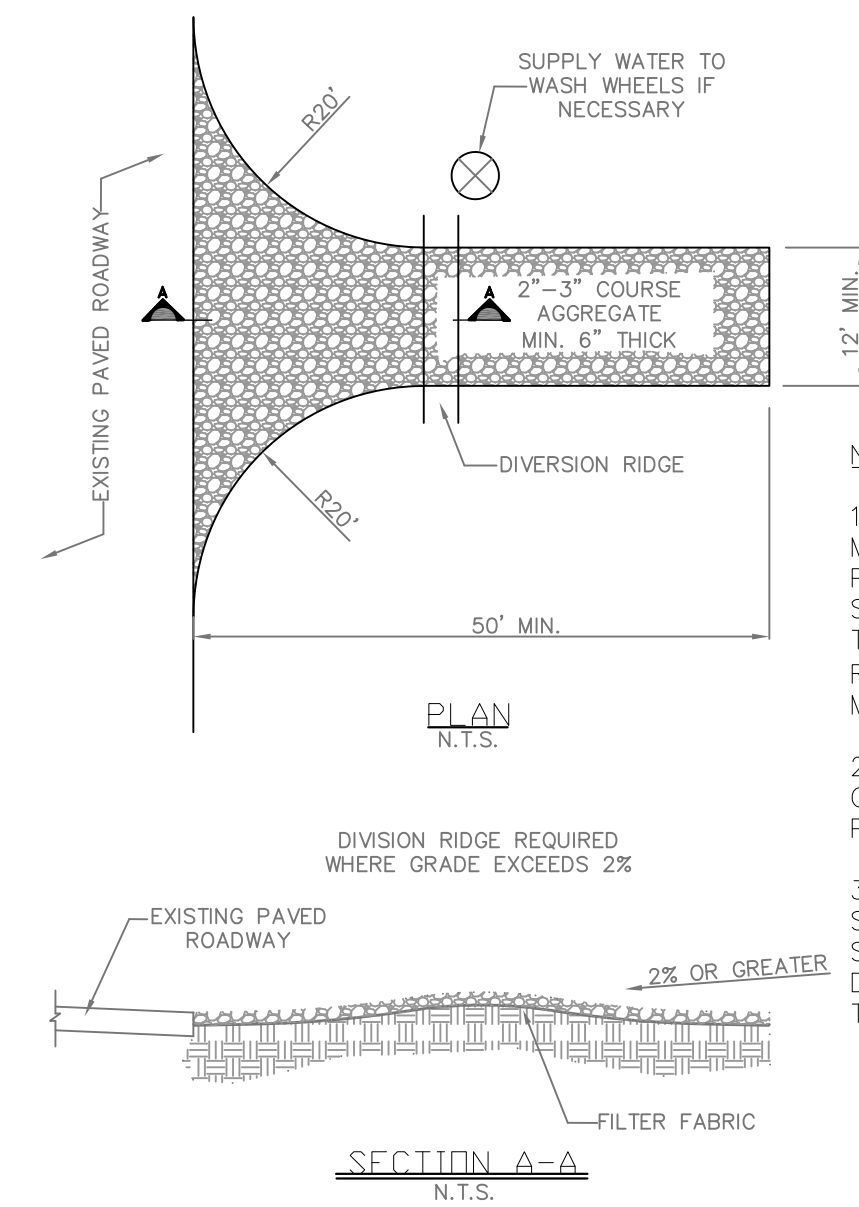 SUPPLY WATER TO
WASH WHEELS IF
NECESSARY
R20'
EXISTING PAVED ROADWAY
A
A
2"-3" COURSE
AGGREGATE
MIN. 6" THICK
12' MIN.
DIVERSION RIDGE
R20'
50' MIN.
PLAN
N.T.S.
DIVISION RIDGE REQUIRED
WHERE GRADE EXCEEDS 2%
EXISTING PAVED
ROADWAY
2% OR GREATER
FILTER FABRIC
SECTION A-A
N.T.S.